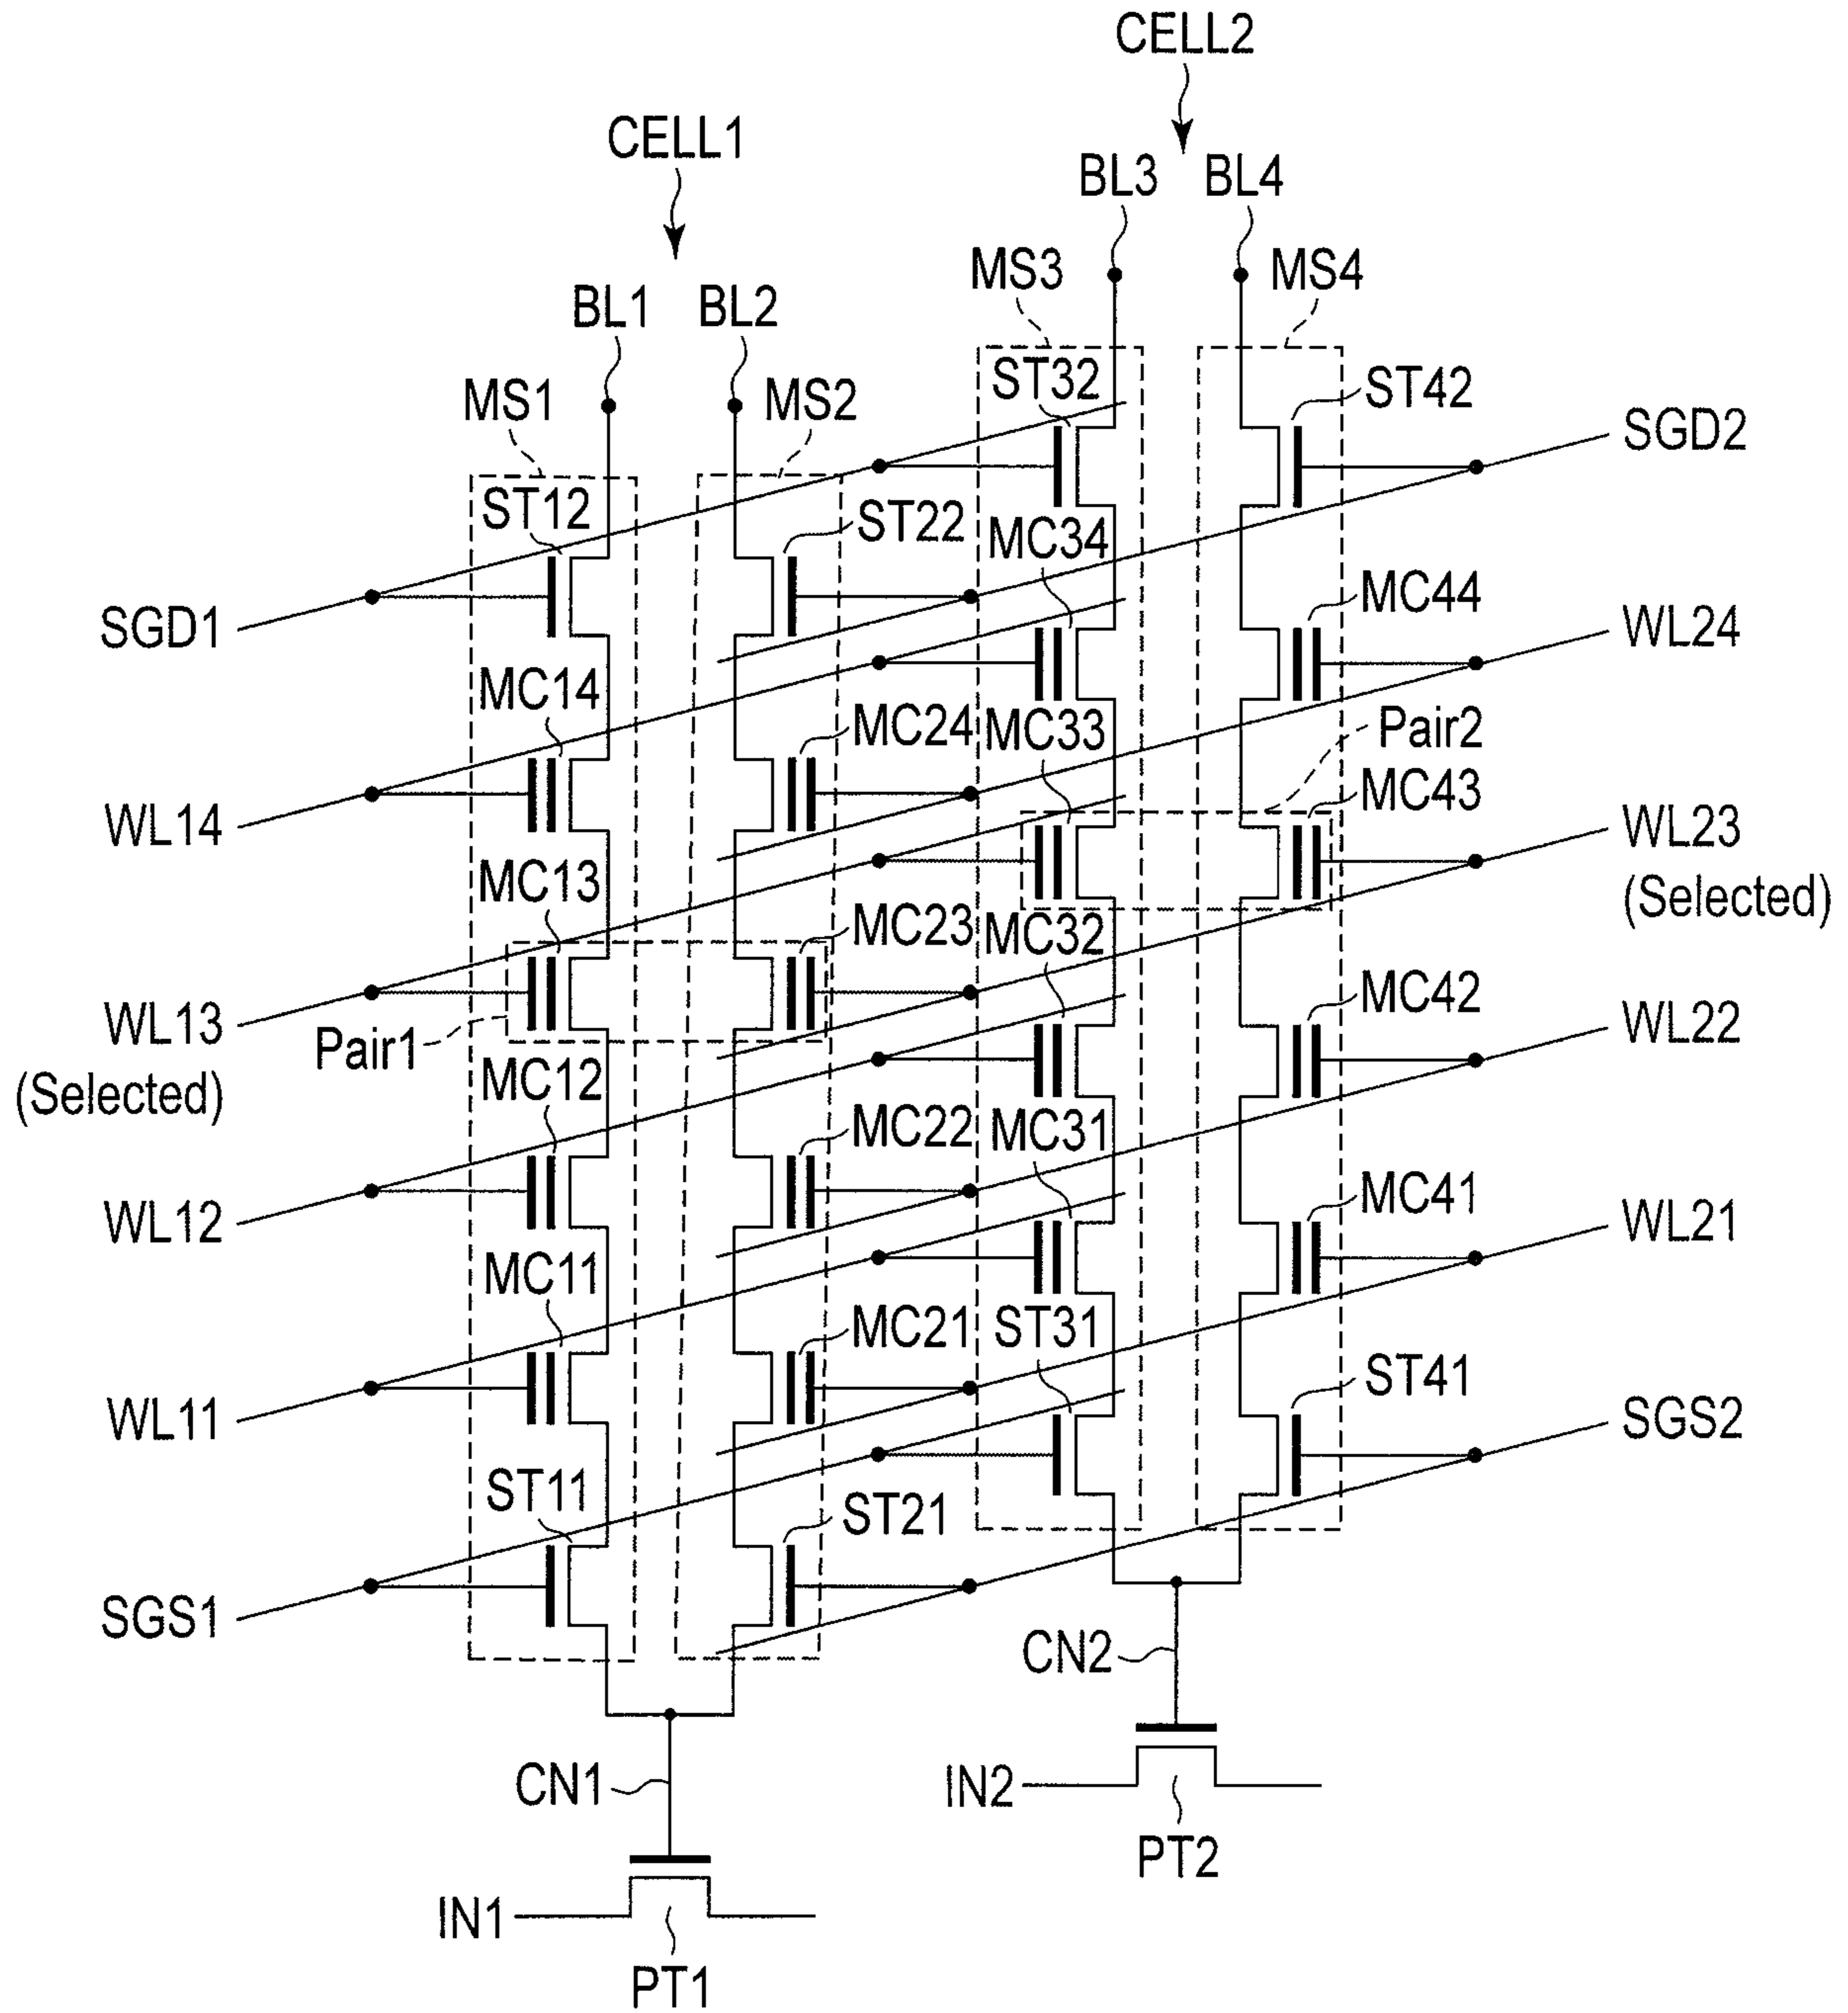 CELL2
CELL1
BL3
BL4
MS3
MS4
BL1
BL2
ST32
ST42
MS1
MS2
SGD2
ST12
ST22
MC34
MC44
SGD1
WL24
MC14
MC24
MC33
Pair2
MC43
WL14
WL23
(Selected)
MC13
MC23
MC32
MC42
WL13
(Selected)
Pair1
WL22
MC12
MC22
MC31
MC41
WL12
WL21
MC11
MC21
ST31
ST41
WL11
SGS2
ST11
ST21
SGS1
CN2
CN1
IN2
PT2
IN1
PT1